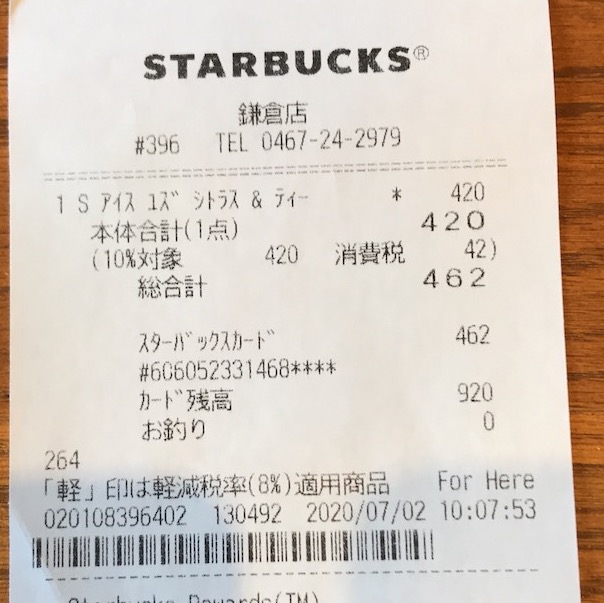 STARBUCKS®
鎌倉店
#396 TEL 0467-24-2979
1 S ｱｲｽ ﾕｽﾞ ｼﾄﾗｽ & ﾃｨｰ * 420
本体合計(1点) 420
(10%対象 420 消費税 42)
総合計 462
ｽﾀｰﾊﾞｯｸｽｶｰﾄﾞ 462
#606052331468****
ｶｰﾄﾞ残高 920
お釣り 0
264
「軽」印は軽減税率(8%)適用商品 For Here
020108396402 130492 2020/07/02 10:07:53
Starbucks Rewards(TM)